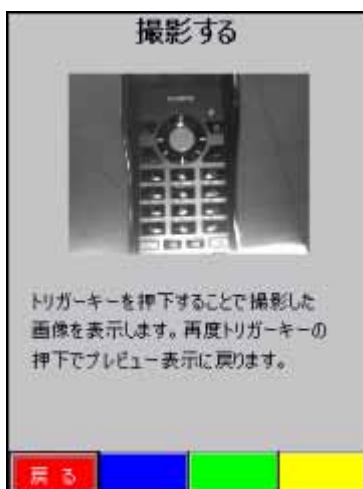 撮影する
トリガーキーを押下することで撮影した
画像を表示します。再度トリガーキーの
押下でプレビュー表示に戻ります。
戻る